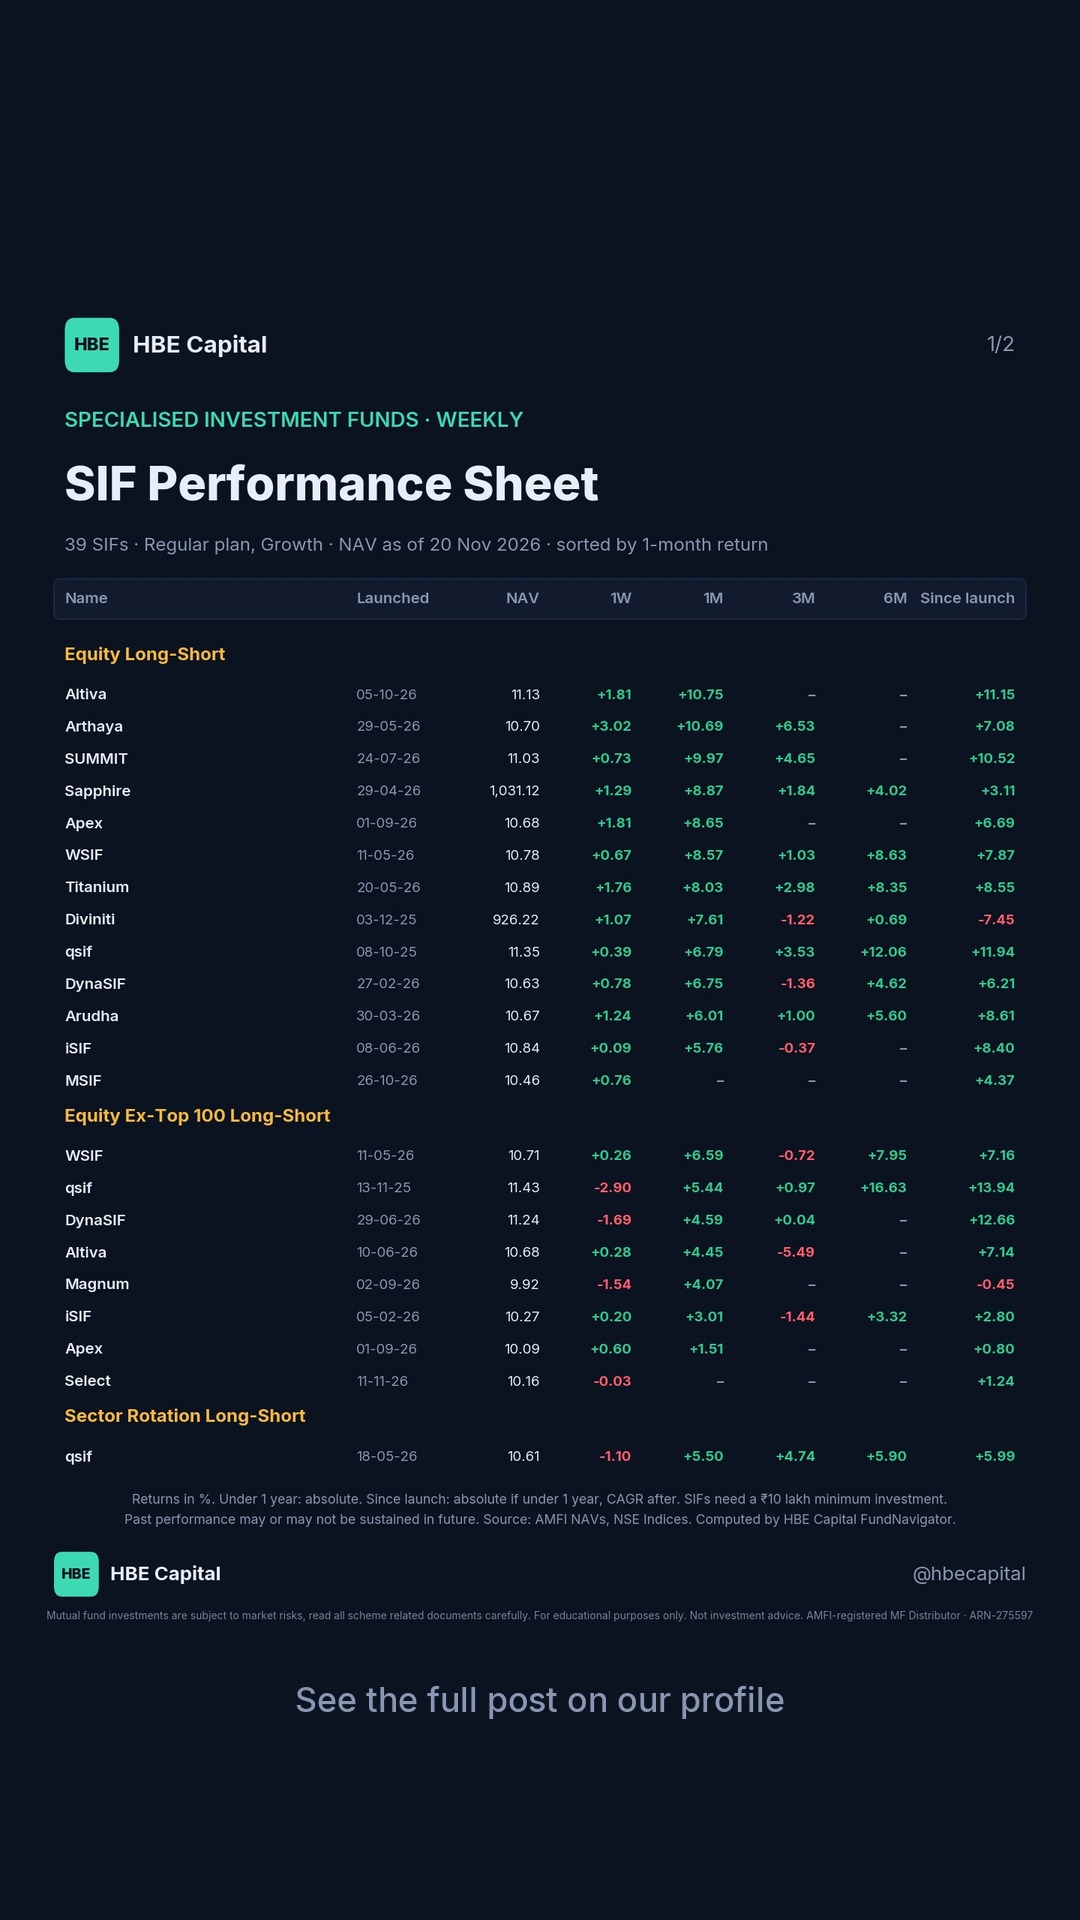 HBE HBE Capital 1/2
SPECIALISED INVESTMENT FUNDS · WEEKLY
SIF Performance Sheet
39 SIFs · Regular plan, Growth · NAV as of 20 Nov 2026 · sorted by 1-month return
Name Launched NAV 1W 1M 3M 6M Since launch
Equity Long-Short
Altiva 05-10-26 11.13 +1.81 +10.75 – – +11.15
Arthaya 29-05-26 10.70 +3.02 +10.69 +6.53 – +7.08
SUMMIT 24-07-26 11.03 +0.73 +9.97 +4.65 – +10.52
Sapphire 29-04-26 1,031.12 +1.29 +8.87 +1.84 +4.02 +3.11
Apex 01-09-26 10.68 +1.81 +8.65 – – +6.69
WSIF 11-05-26 10.78 +0.67 +8.57 +1.03 +8.63 +7.87
Titanium 20-05-26 10.89 +1.76 +8.03 +2.98 +8.35 +8.55
Diviniti 03-12-25 926.22 +1.07 +7.61 -1.22 +0.69 -7.45
qsif 08-10-25 11.35 +0.39 +6.79 +3.53 +12.06 +11.94
DynaSIF 27-02-26 10.63 +0.78 +6.75 -1.36 +4.62 +6.21
Arudha 30-03-26 10.67 +1.24 +6.01 +1.00 +5.60 +8.61
iSIF 08-06-26 10.84 +0.09 +5.76 -0.37 – +8.40
MSIF 26-10-26 10.46 +0.76 – – – +4.37
Equity Ex-Top 100 Long-Short
WSIF 11-05-26 10.71 +0.26 +6.59 -0.72 +7.95 +7.16
qsif 13-11-25 11.43 -2.90 +5.44 +0.97 +16.63 +13.94
DynaSIF 29-06-26 11.24 -1.69 +4.59 +0.04 – +12.66
Altiva 10-06-26 10.68 +0.28 +4.45 -5.49 – +7.14
Magnum 02-09-26 9.92 -1.54 +4.07 – – -0.45
iSIF 05-02-26 10.27 +0.20 +3.01 -1.44 +3.32 +2.80
Apex 01-09-26 10.09 +0.60 +1.51 – – +0.80
Select 11-11-26 10.16 -0.03 – – – +1.24
Sector Rotation Long-Short
qsif 18-05-26 10.61 -1.10 +5.50 +4.74 +5.90 +5.99
Returns in %. Under 1 year: absolute. Since launch: absolute if under 1 year, CAGR after. SIFs need a ₹10 lakh minimum investment.
Past performance may or may not be sustained in future. Source: AMFI NAVs, NSE Indices. Computed by HBE Capital FundNavigator.
HBE HBE Capital @hbecapital
Mutual fund investments are subject to market risks, read all scheme related documents carefully. For educational purposes only. Not investment advice. AMFI-registered MF Distributor · ARN-275597
See the full post on our profile